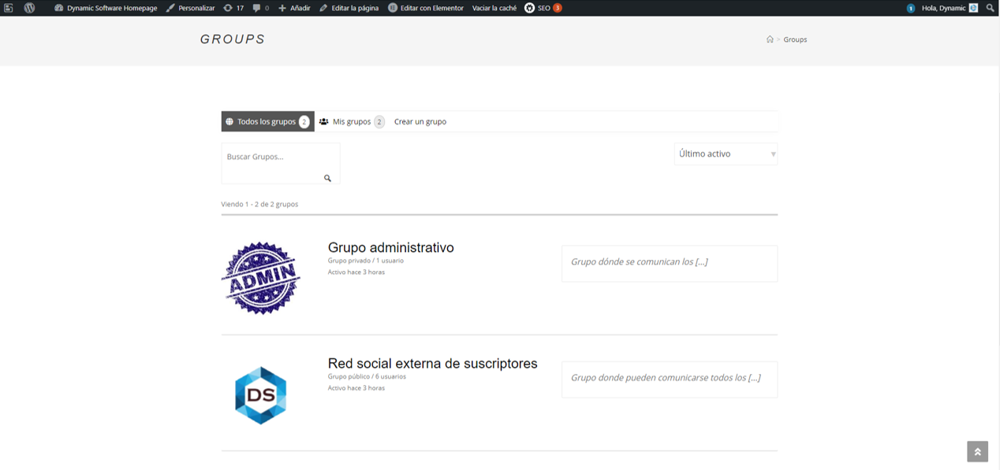 Dynamic Software Homepage Personalizar 17 0 Añadir Editar la página Editar con Elementor Vaciar la caché SEO 3 1 Hola, Dynamic
GROUPS
> Groups
Todos los grupos 2 Mis grupos 2 Crear un grupo
Buscar Grupos...
Último activo
Viendo 1 - 2 de 2 grupos
ADMIN
Grupo administrativo
Grupo privado / 1 usuario
Activo hace 3 horas
Grupo dónde se comunican los [...]
DS
Red social externa de suscriptores
Grupo público / 6 usuarios
Activo hace 3 horas
Grupo donde pueden comunicarse todos los [...]